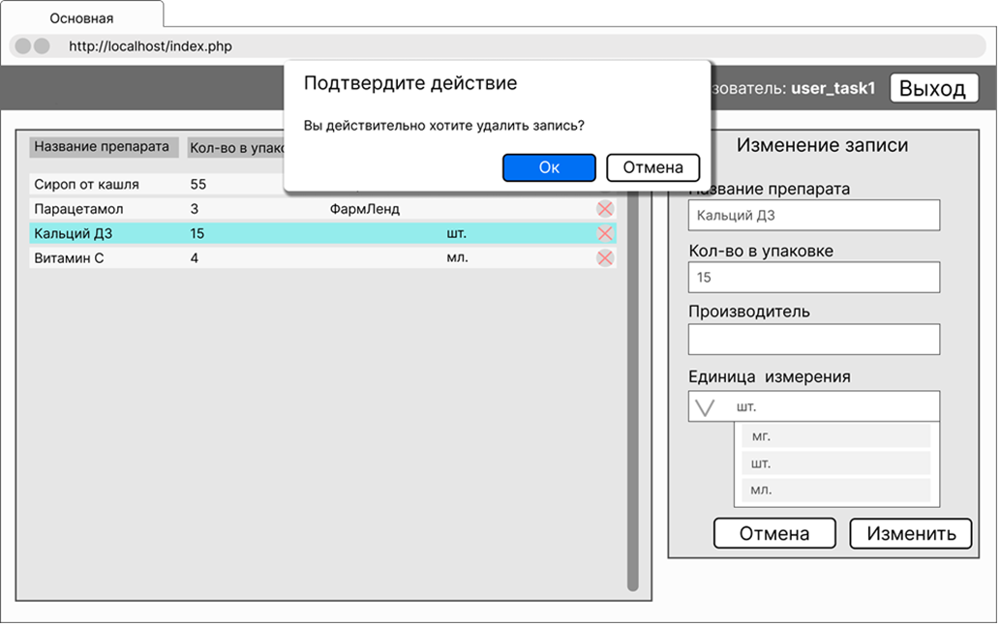 Основная
http://localhost/index.php
Подтвердите действие
зователь: user_task1
Выход
Вы действительно хотите удалить запись?
Ок
Отмена
Название препарата
Кол-во в упако
Сироп от кашля 55
Парацетамол 3 ФармЛенд
Кальций Д3 15 шт.
Витамин С 4 мл.
Изменение записи
Название препарата
Кальций Д3
Кол-во в упаковке
15
Производитель
Единица измерения
шт.
мг.
шт.
мл.
Отмена
Изменить